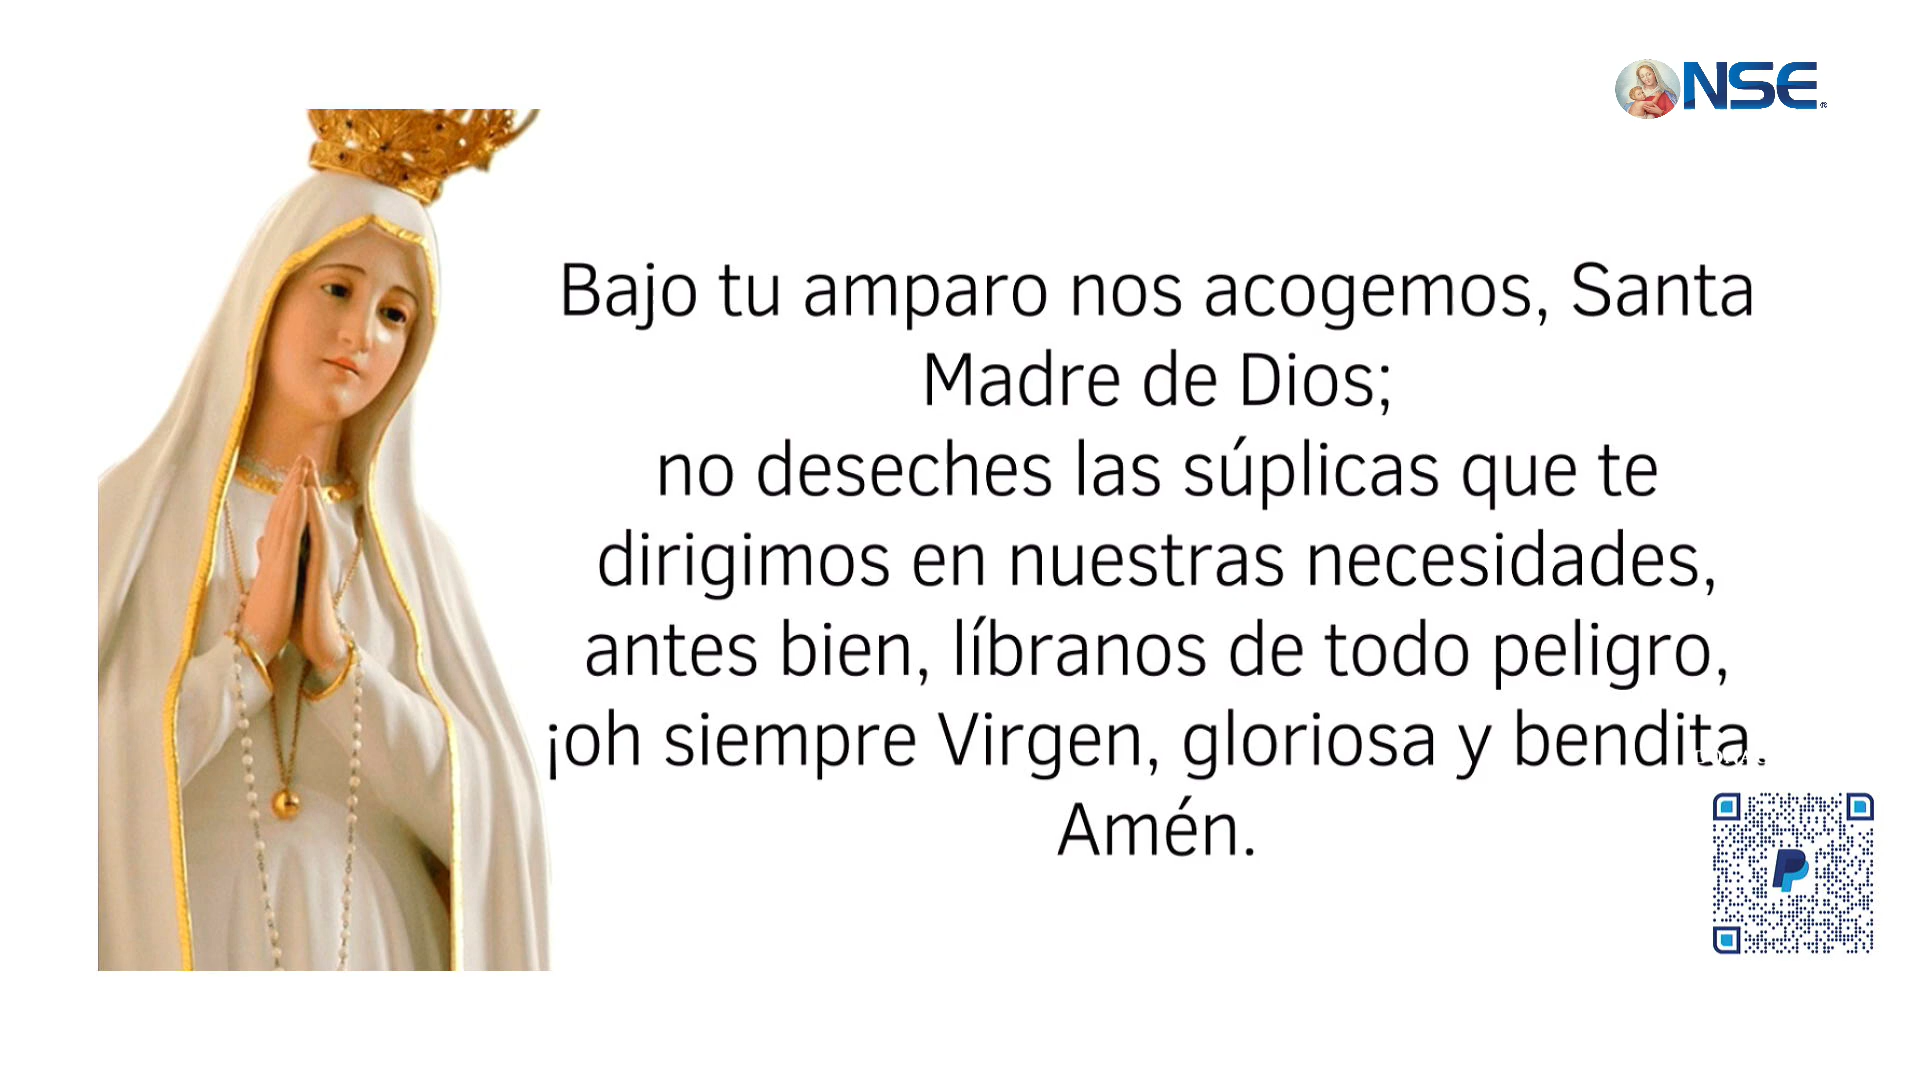 NSE
Bajo tu amparo nos acogemos, Santa
Madre de Dios;
no deseches las súplicas que te
dirigimos en nuestras necesidades,
antes bien, líbranos de todo peligro,
¡oh siempre Virgen, gloriosa y bendita
Amén.